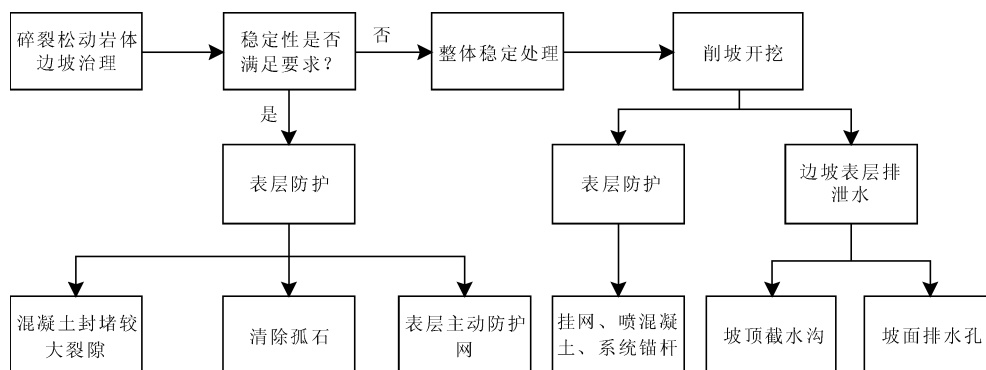 碎裂松动岩体
边坡治理
稳定性是否
满足要求？
否
整体稳定处理
削坡开挖
是
表层防护
表层防护
边坡表层排
泄水
混凝土封堵较
大裂隙
清除孤石
表层主动防护
网
挂网、喷混凝
土、系统锚杆
坡顶截水沟
坡面排水孔